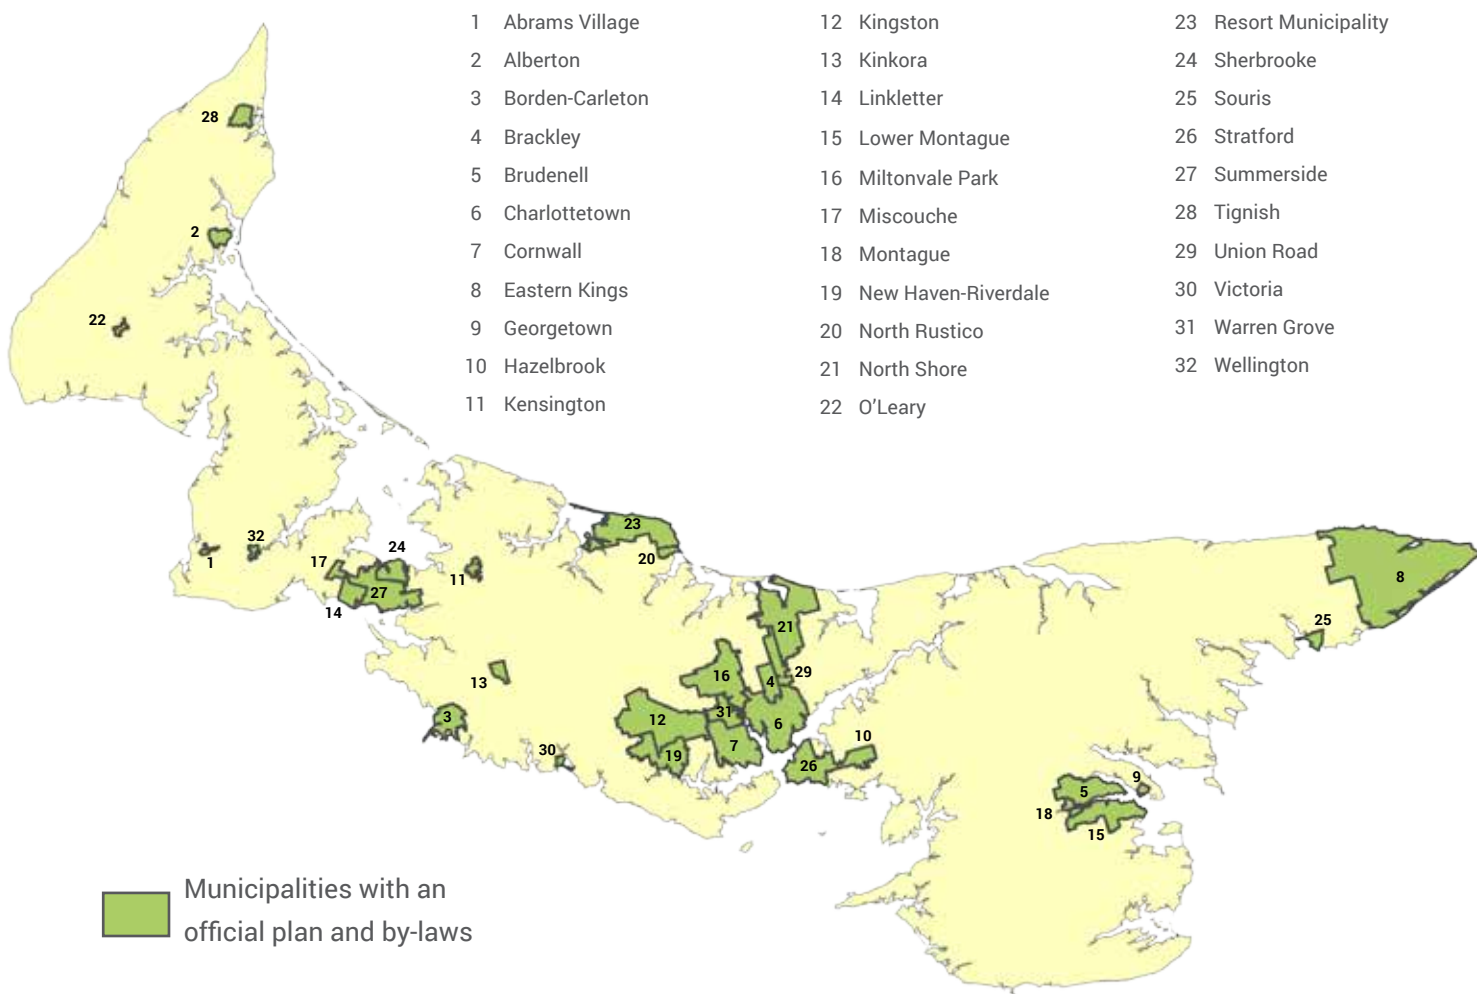 1 Abrams Village
2 Alberton
3 Borden-Carleton
4 Brackley
5 Brudenell
6 Charlottetown
7 Cornwall
8 Eastern Kings
9 Georgetown
10 Hazelbrook
11 Kensington
12 Kingston
13 Kinkora
14 Linkletter
15 Lower Montague
16 Miltonvale Park
17 Miscouche
18 Montague
19 New Haven-Riverdale
20 North Rustico
21 North Shore
22 O'Leary
23 Resort Municipality
24 Sherbrooke
25 Souris
26 Stratford
27 Summerside
28 Tignish
29 Union Road
30 Victoria
31 Warren Grove
32 Wellington
28
2
22
23
32
24
20
1
17
11
8
27
14
25
21
13
16
4
29
3
31
12
6
10
30
19
7
26
9
5
18
15
Municipalities with an
official plan and by-laws